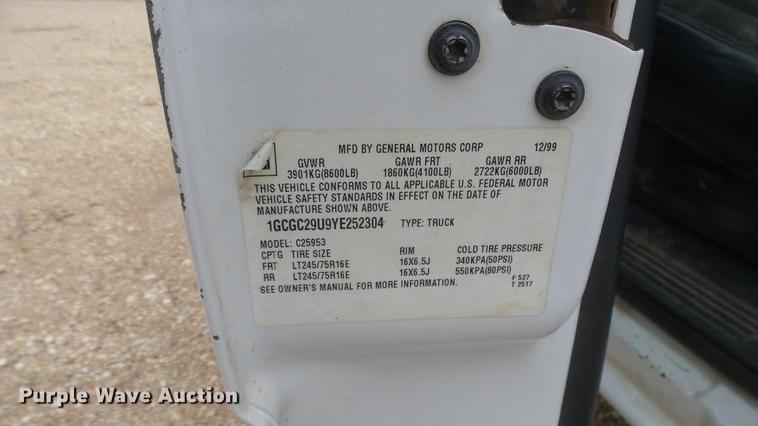 MFD BY GENERAL MOTORS CORP 12/99
GVWR GAWR FRT GAWR RR
3901KG(8600LB) 1860KG(4100LB) 2722KG(6000LB)
THIS VEHICLE CONFORMS TO ALL APPLICABLE U.S. FEDERAL MOTOR
VEHICLE SAFETY STANDARDS IN EFFECT ON THE DATE OF
MANUFACTURE SHOWN ABOVE.
1GCGC29U9YE252304 TYPE: TRUCK
MODEL: C25953
CPTG TIRE SIZE RIM COLD TIRE PRESSURE
FRT LT245/75R16E 16X6.5J 340KPA(50PSI)
RR LT245/75R16E 16X6.5J 550KPA(80PSI)
SEE OWNER'S MANUAL FOR MORE INFORMATION.
F 527
T 2517
Purple Wave Auction